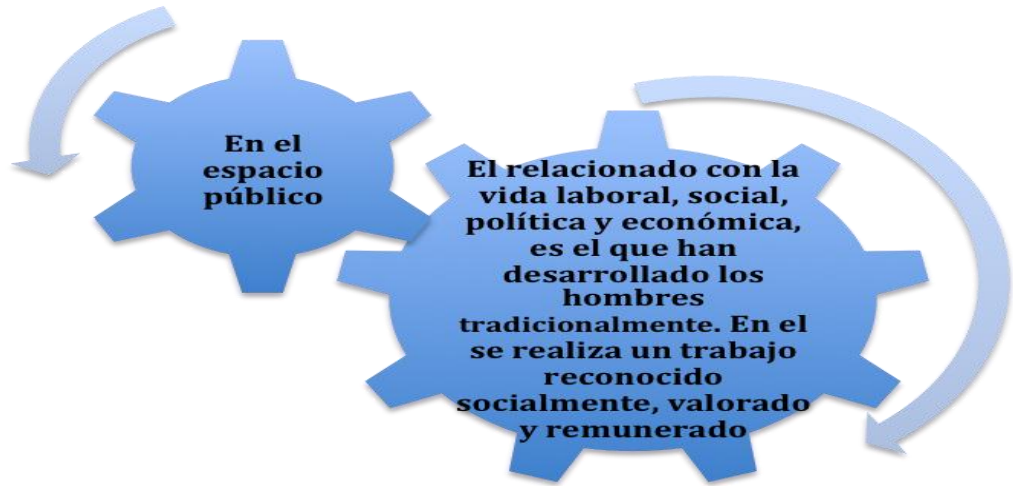 En el
espacio
público
El relacionado con la
vida laboral, social,
política y económica,
es el que han
desarrollado los
hombres
tradicionalmente. En el
se realiza un trabajo
reconocido
socialmente, valorado
y remunerado